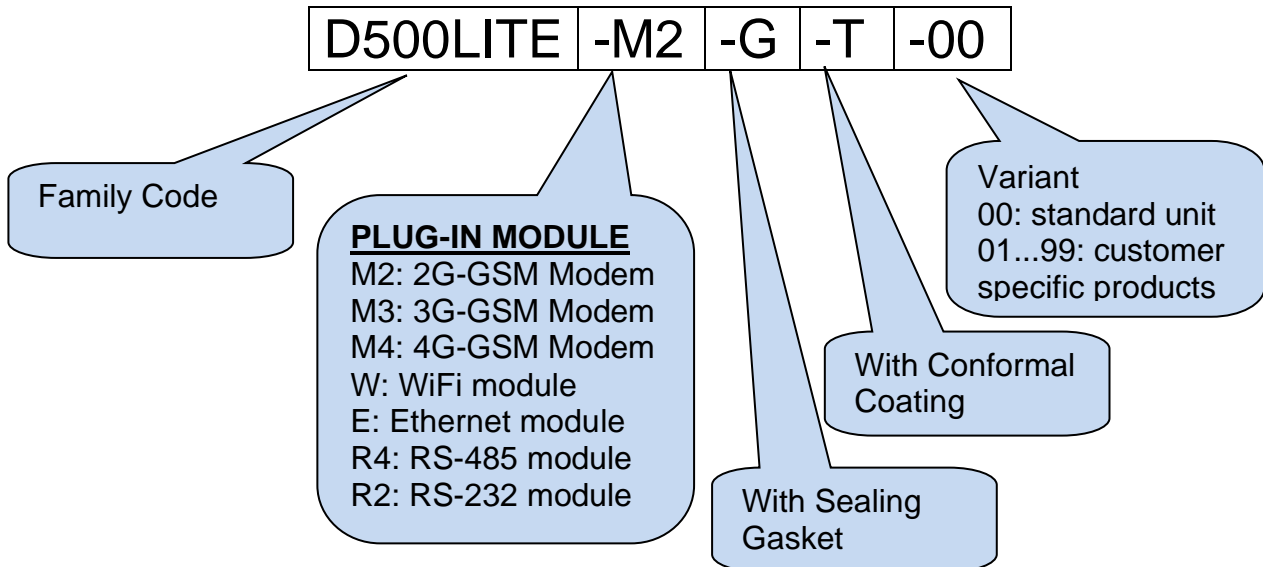 D500LITE -M2 -G -T -00
Family Code
PLUG-IN MODULE
M2: 2G-GSM Modem
M3: 3G-GSM Modem
M4: 4G-GSM Modem
W: WiFi module
E: Ethernet module
R4: RS-485 module
R2: RS-232 module
With Sealing
Gasket
With Conformal
Coating
Variant
00: standard unit
01...99: customer
specific products